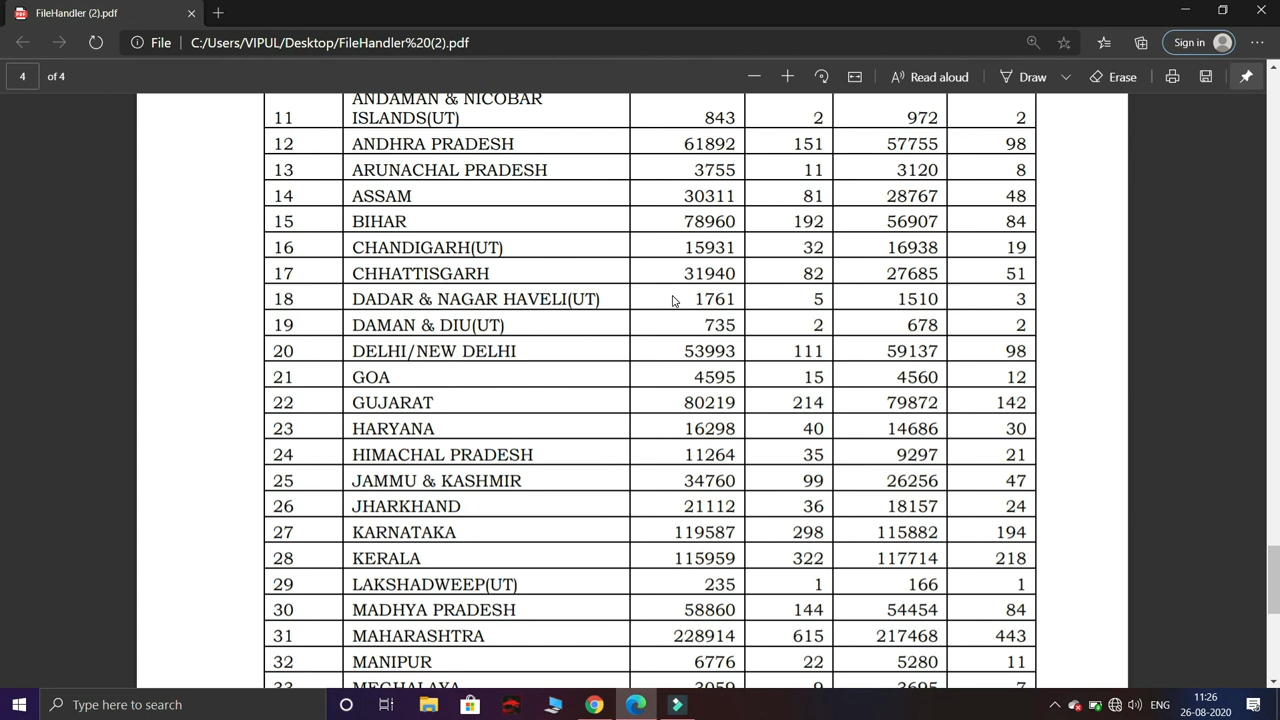 FileHandler (2).pdf
File C:/Users/VIPUL/Desktop/FileHandler%20(2).pdf Sign in
4 of 4 Read aloud Draw Erase
ANDAMAN & NICOBAR
11 ISLANDS(UT) 843 2 972 2
12 ANDHRA PRADESH 61892 151 57755 98
13 ARUNACHAL PRADESH 3755 11 3120 8
14 ASSAM 30311 81 28767 48
15 BIHAR 78960 192 56907 84
16 CHANDIGARH(UT) 15931 32 16938 19
17 CHHATTISGARH 31940 82 27685 51
18 DADAR & NAGAR HAVELI(UT) 1761 5 1510 3
19 DAMAN & DIU(UT) 735 2 678 2
20 DELHI/NEW DELHI 53993 111 59137 98
21 GOA 4595 15 4560 12
22 GUJARAT 80219 214 79872 142
23 HARYANA 16298 40 14686 30
24 HIMACHAL PRADESH 11264 35 9297 21
25 JAMMU & KASHMIR 34760 99 26256 47
26 JHARKHAND 21112 36 18157 24
27 KARNATAKA 119587 298 115882 194
28 KERALA 115959 322 117714 218
29 LAKSHADWEEP(UT) 235 1 166 1
30 MADHYA PRADESH 58860 144 54454 84
31 MAHARASHTRA 228914 615 217468 443
32 MANIPUR 6776 22 5280 11
33 MEGHALAYA 3059 9 3695 7
Type here to search 11:26
26-08-2020